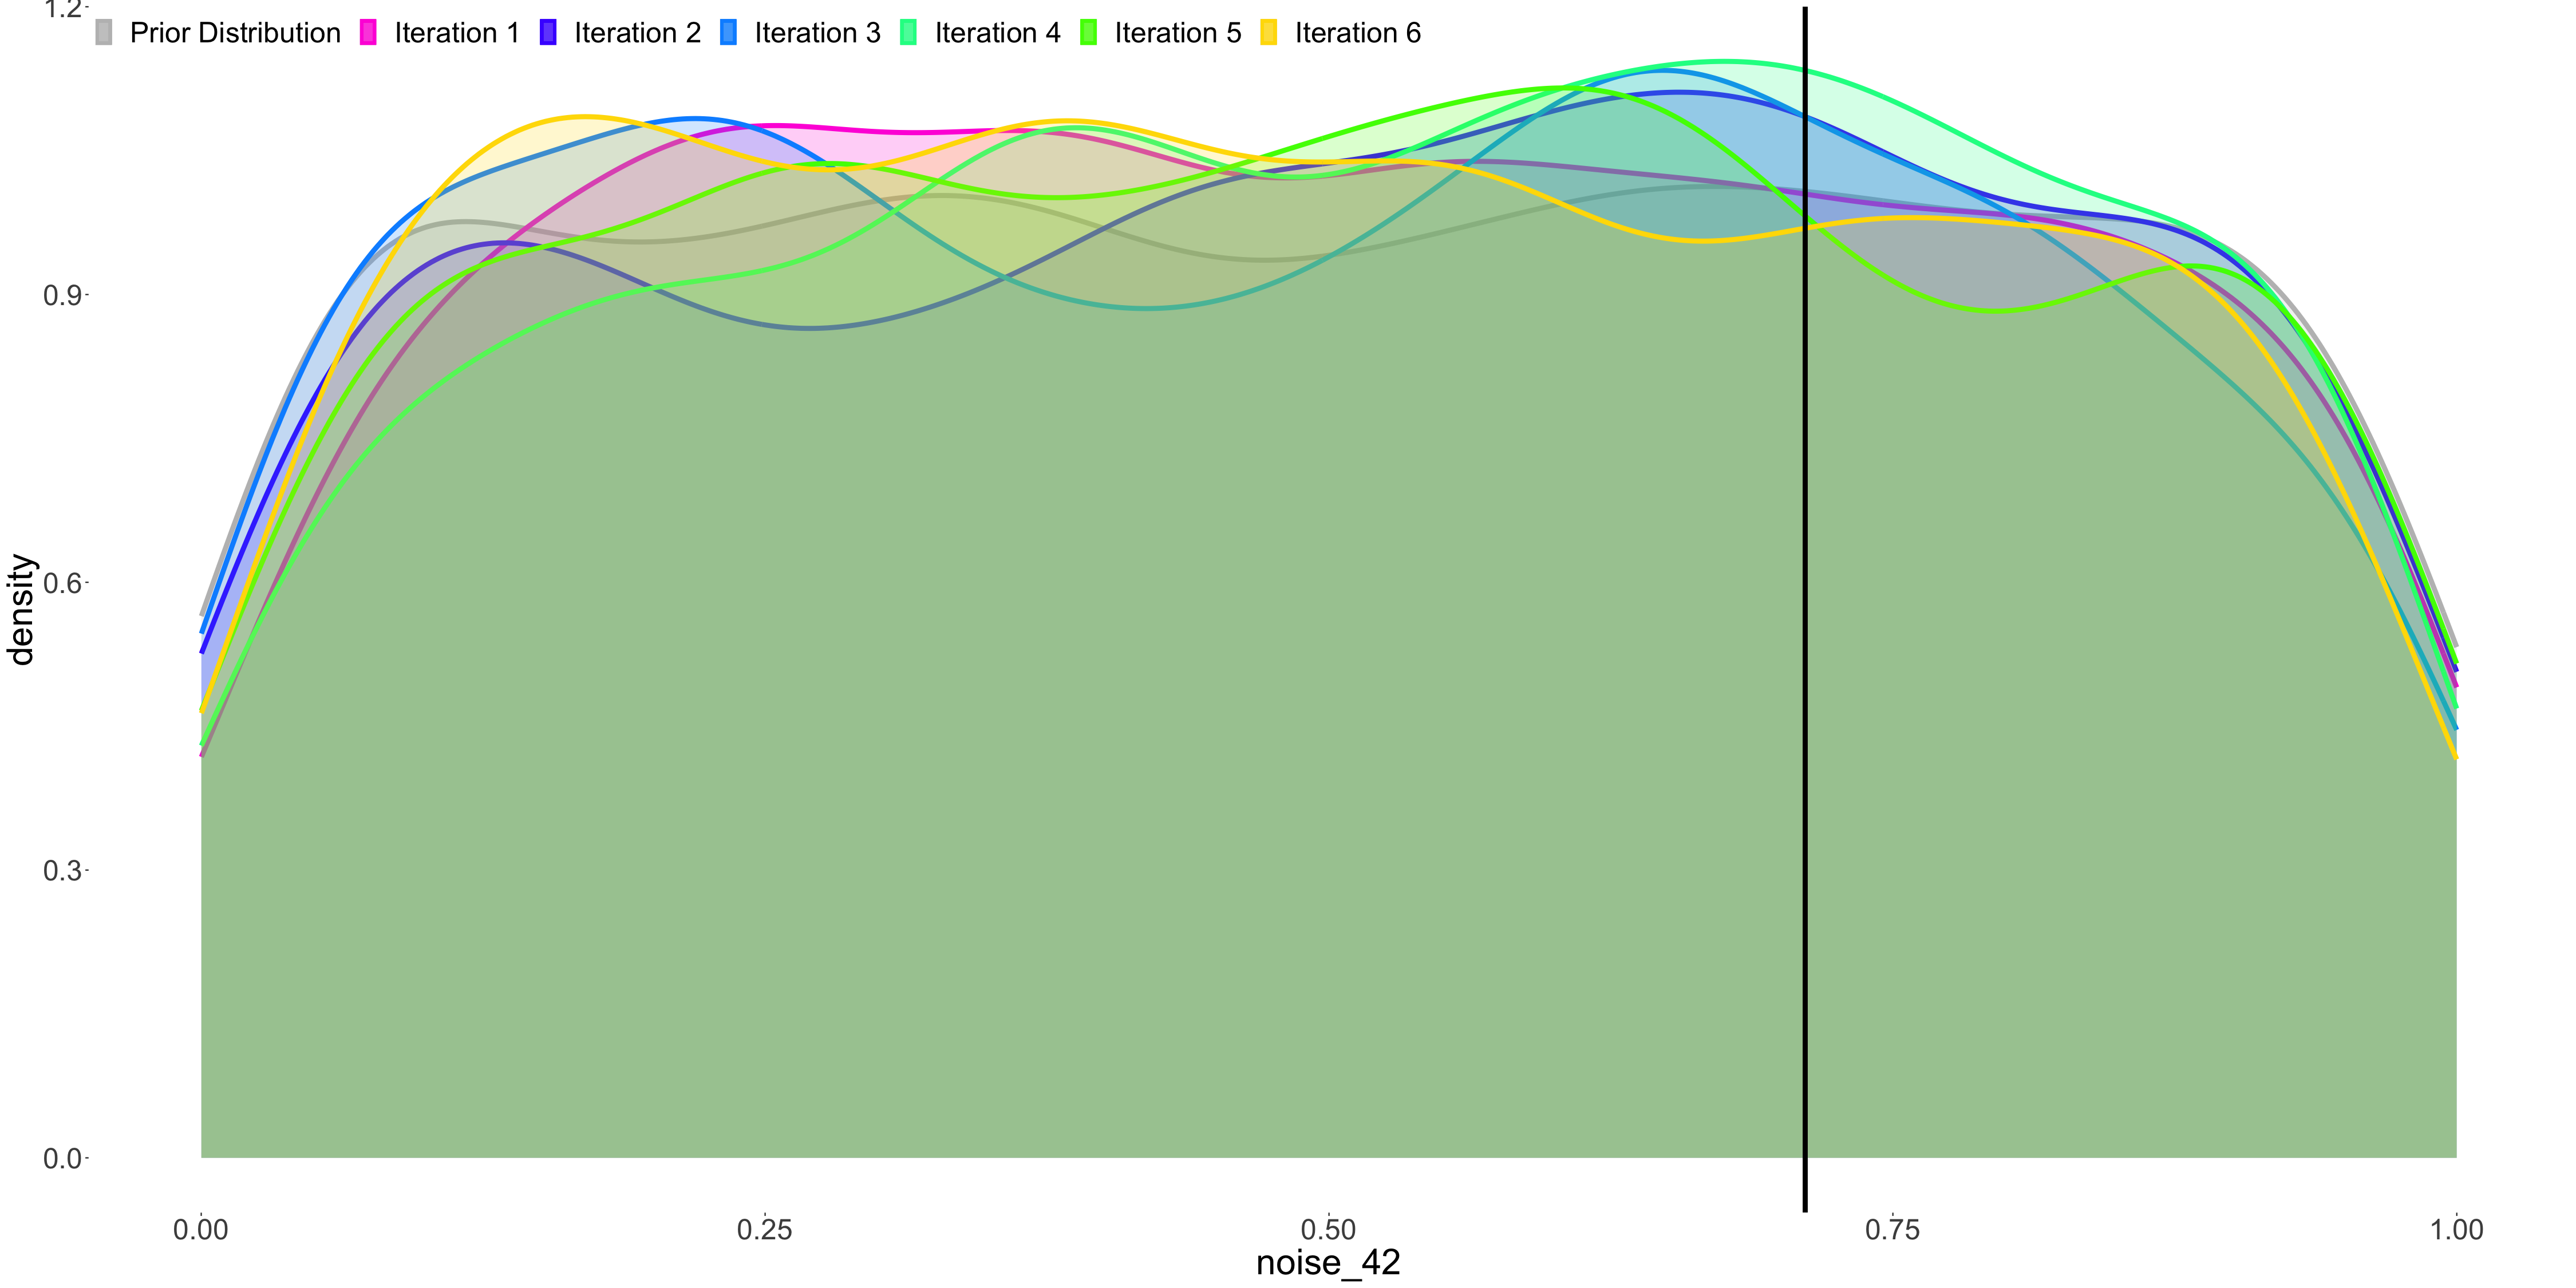 1.2
Prior Distribution Iteration 1 Iteration 2 Iteration 3 Iteration 4 Iteration 5 Iteration 6
0.9
0.6
0.3
0.0
density
0.00 0.25 0.50 0.75 1.00
noise_42